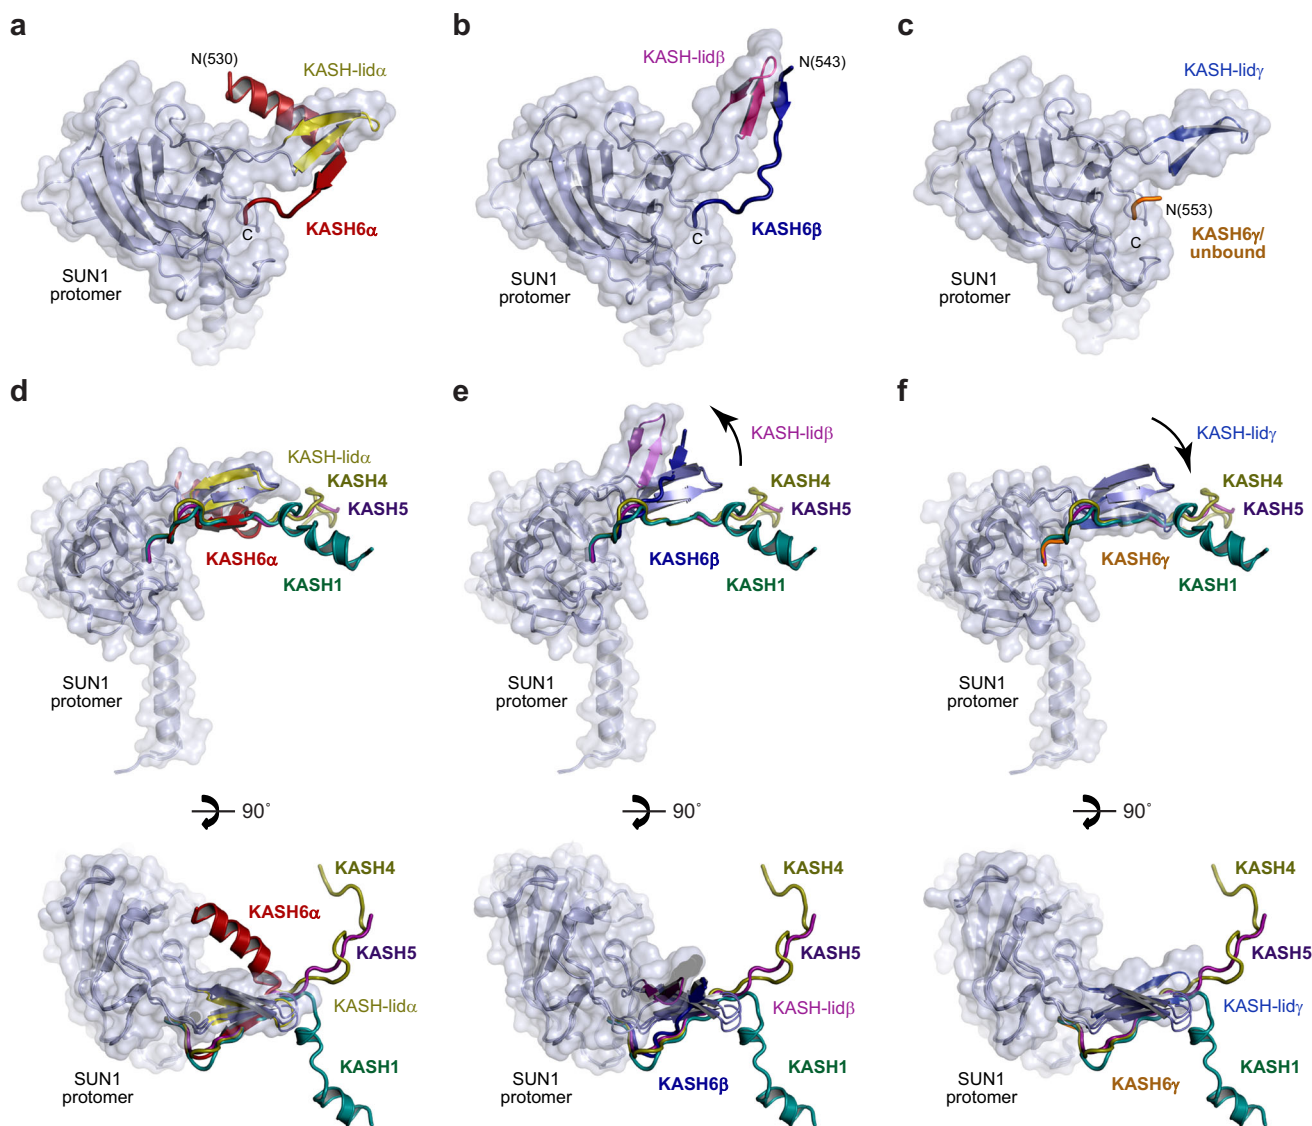 a
N(530)
KASH-lidα
KASH6α
C
SUN1
protomer
b
KASH-lidβ
N(543)
KASH6β
C
SUN1
protomer
c
KASH-lidγ
N(553)
C
KASH6γ/
unbound
SUN1
protomer
d
KASH-lidα
KASH4
KASH5
KASH6α
KASH1
SUN1
protomer
e
KASH-lidβ
KASH4
KASH5
KASH6β
KASH1
SUN1
protomer
f
KASH-lidγ
KASH4
KASH5
KASH6γ
KASH1
SUN1
protomer
90°
90°
90°
KASH4
KASH6α
KASH5
KASH-lidα
KASH1
SUN1
protomer
KASH4
KASH5
KASH-lidβ
KASH1
KASH6β
SUN1
protomer
KASH4
KASH5
KASH-lidγ
KASH1
KASH6γ
SUN1
protomer